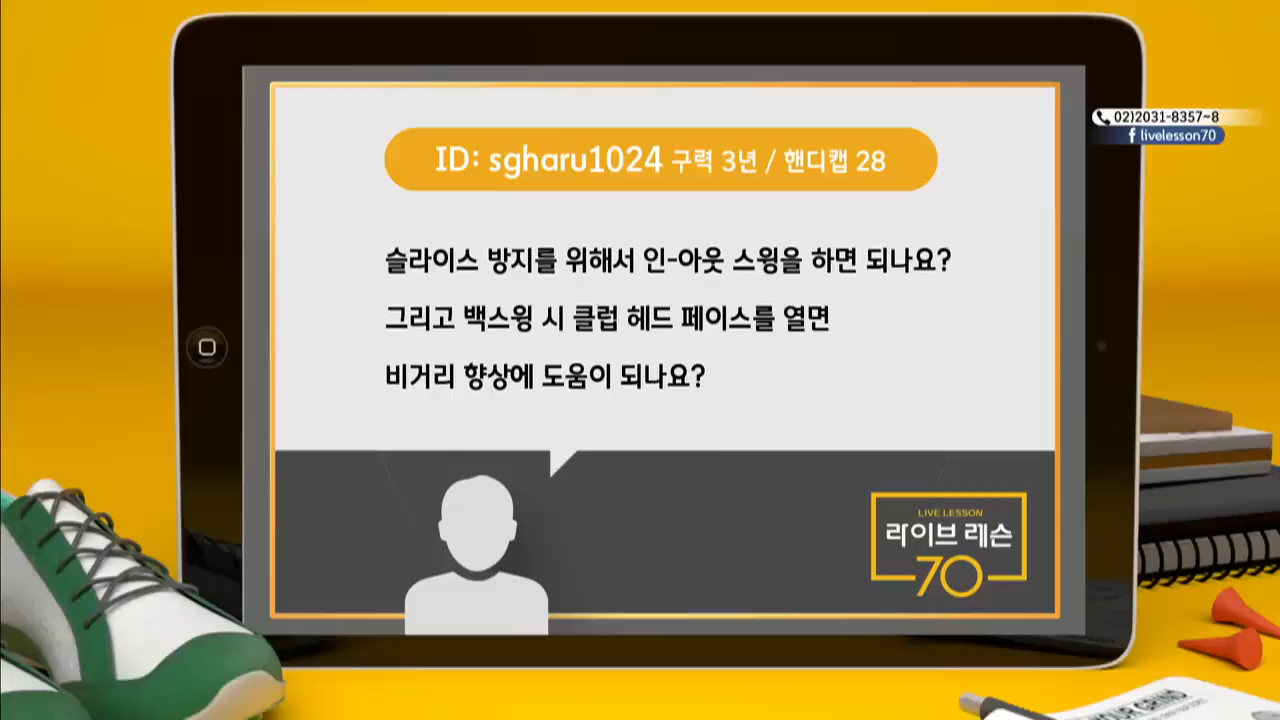 02)2031-8357~8
livelesson70
ID: sgharu1024 구력 3년 / 핸디캡 28
슬라이스 방지를 위해서 인-아웃 스윙을 하면 되나요?
그리고 백스윙 시 클럽 헤드 페이스를 열면
비거리 향상에 도움이 되나요?
LIVE LESSON
라이브 레슨
70